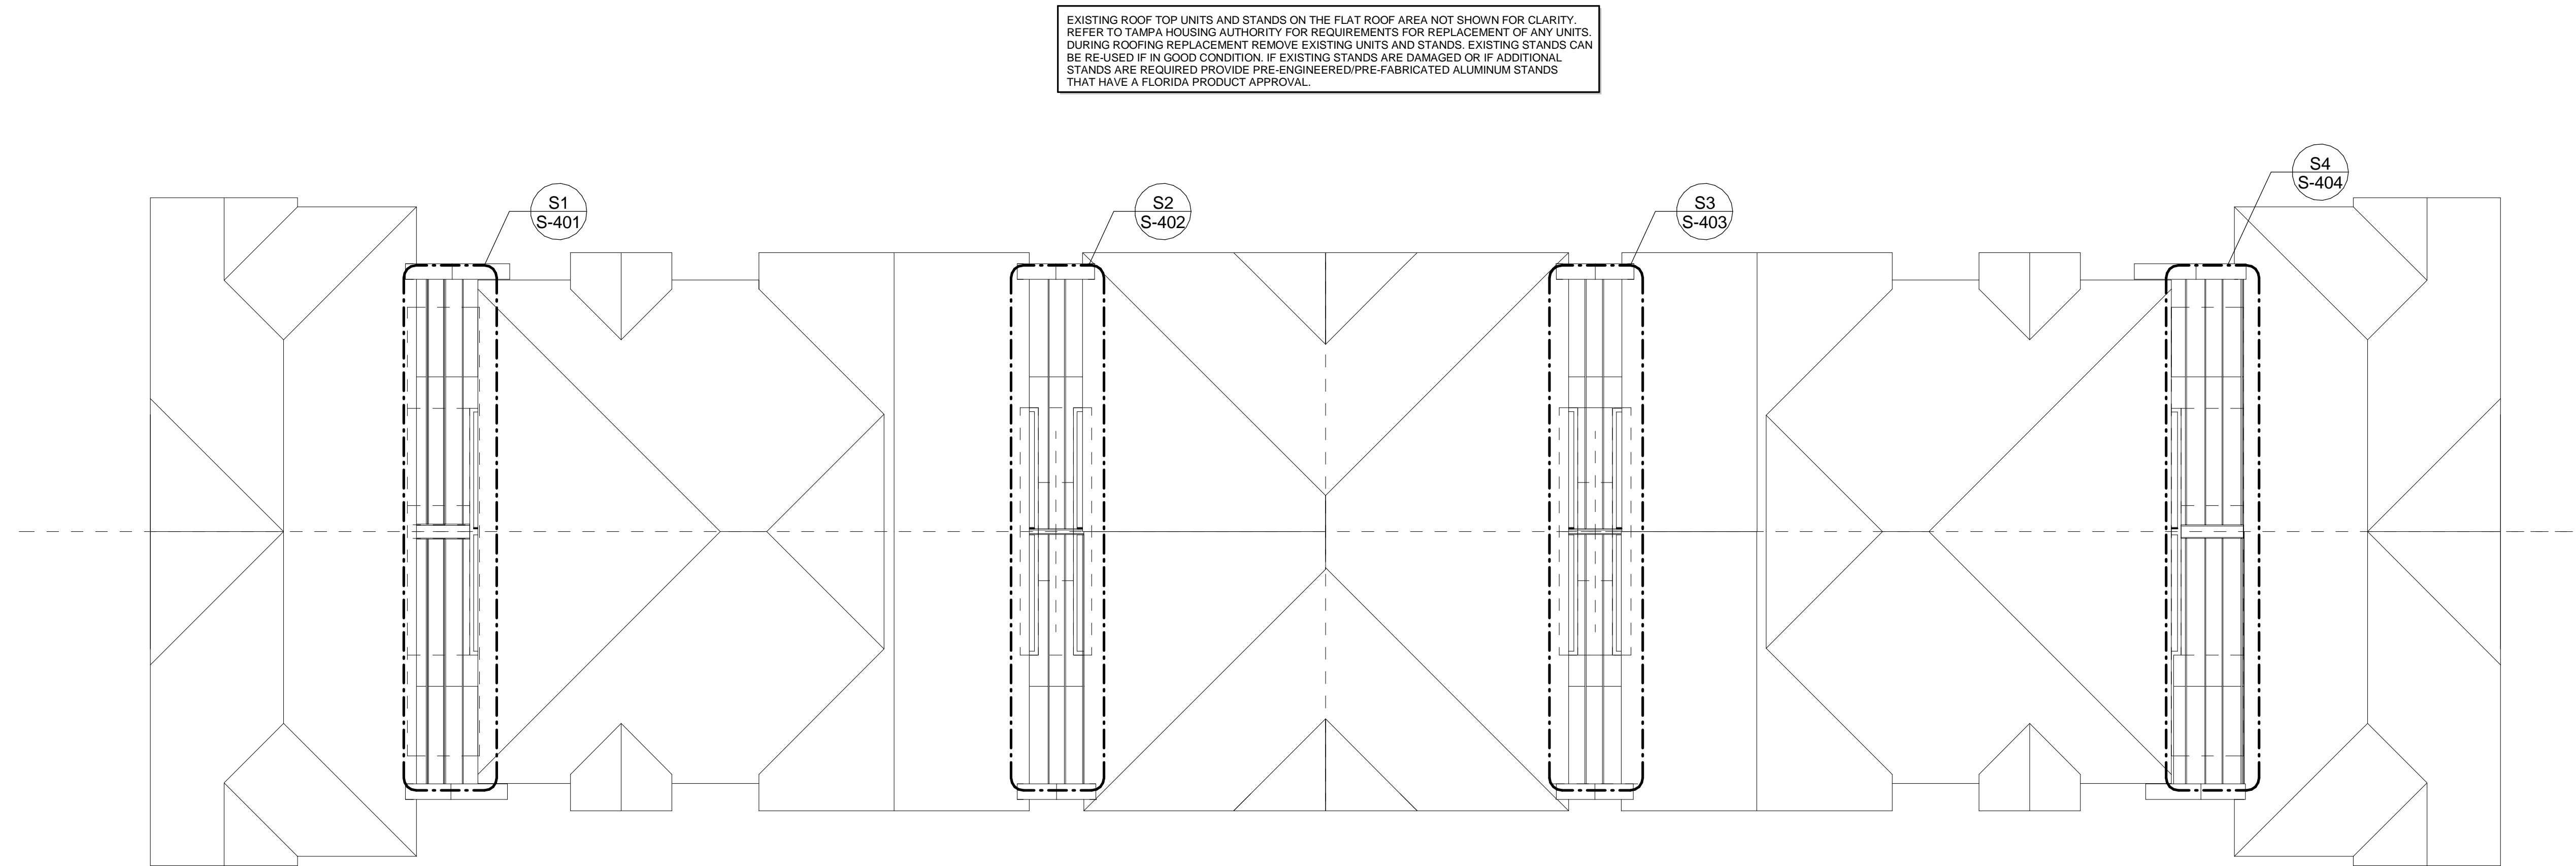 EXISTING ROOF TOP UNITS AND STANDS ON THE FLAT ROOF AREA NOT SHOWN FOR CLARITY.
REFER TO TAMPA HOUSING AUTHORITY FOR REQUIREMENTS FOR REPLACEMENT OF ANY UNITS.
DURING ROOFING REPLACEMENT REMOVE EXISTING UNITS AND STANDS. EXISTING STANDS CAN
BE RE-USED IF IN GOOD CONDITION. IF EXISTING STANDS ARE DAMAGED OR IF ADDITIONAL
STANDS ARE REQUIRED PROVIDE PRE-ENGINEERED/PRE-FABRICATED ALUMINUM STANDS
THAT HAVE A FLORIDA PRODUCT APPROVAL.
S1
S-401
S2
S-402
S3
S-403
S4
S-404